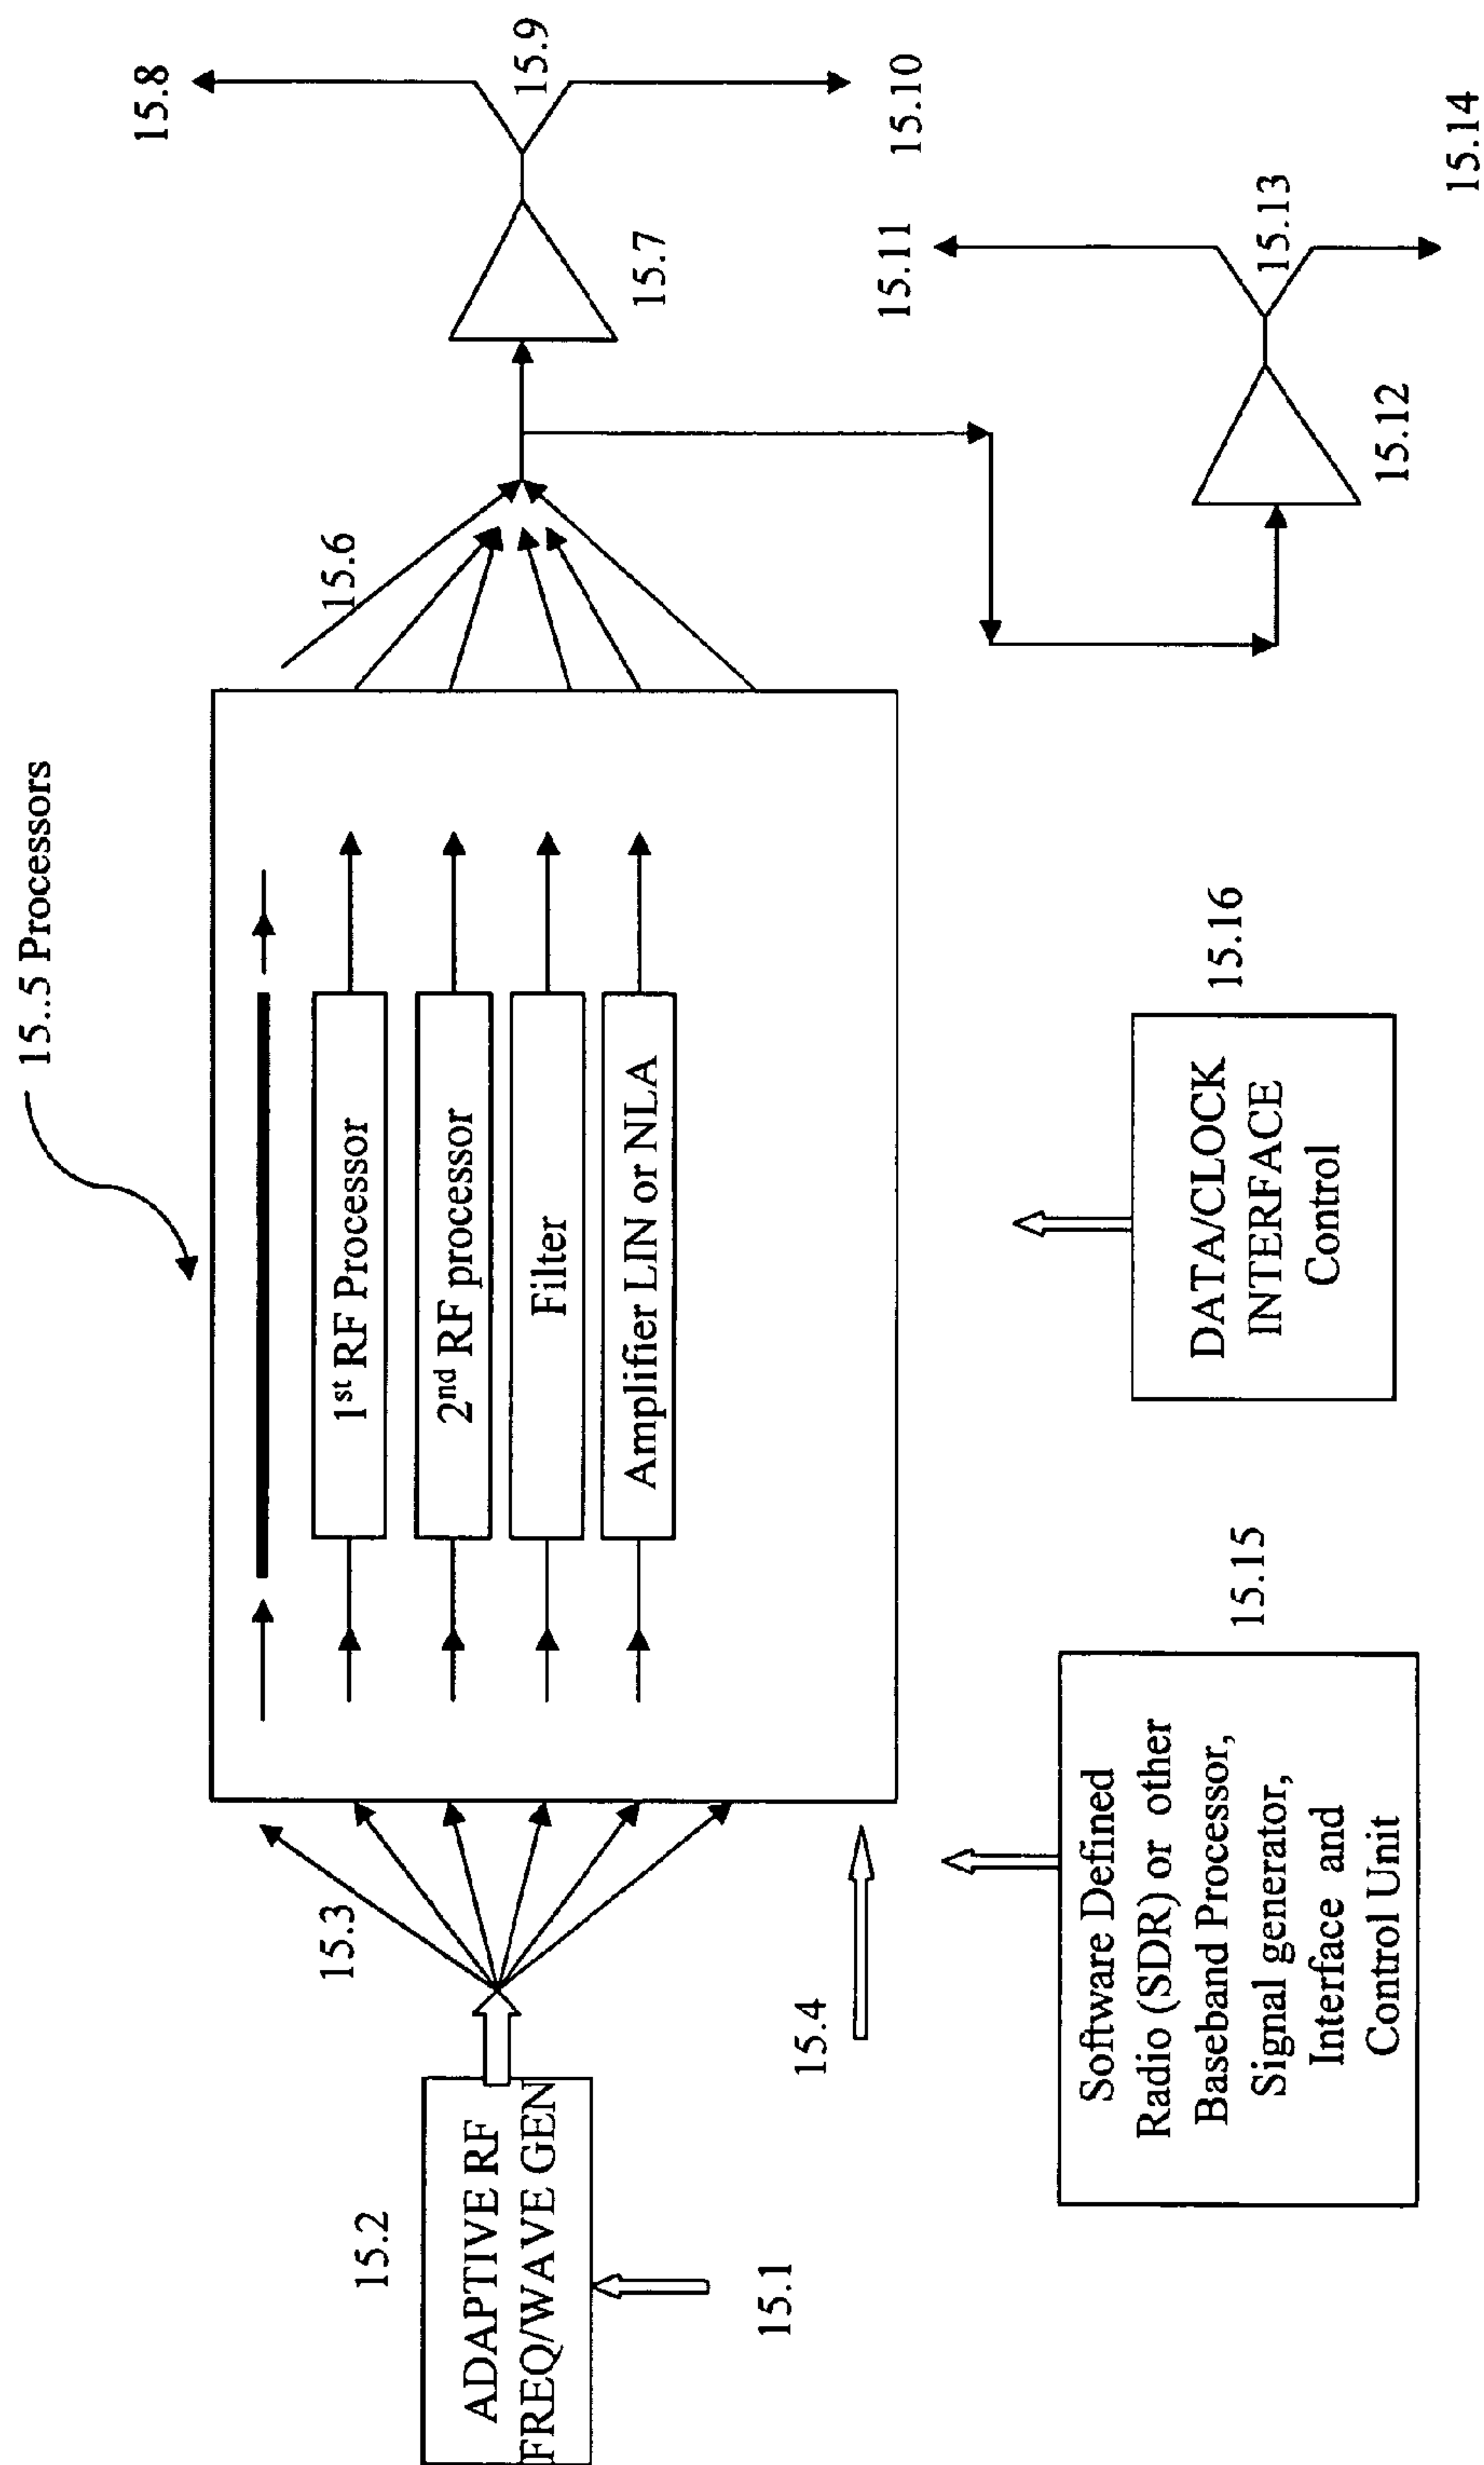 15..5 Processors
15.8
15.9
15.10
15.7
15.6
15.3
15.2
ADAPTIVE RF
FREQ/WAVE GEN
15.1
15.4
1st RF Processor
2nd RF processor
Filter
Amplifier LIN or NLA
15.11
15.13
15.14
15.12
Software Defined
Radio (SDR) or other
Baseband Processor,
Signal generator,
Interface and
Control Unit
15.15
DATA/CLOCK
INTERFACE
Control
15.16